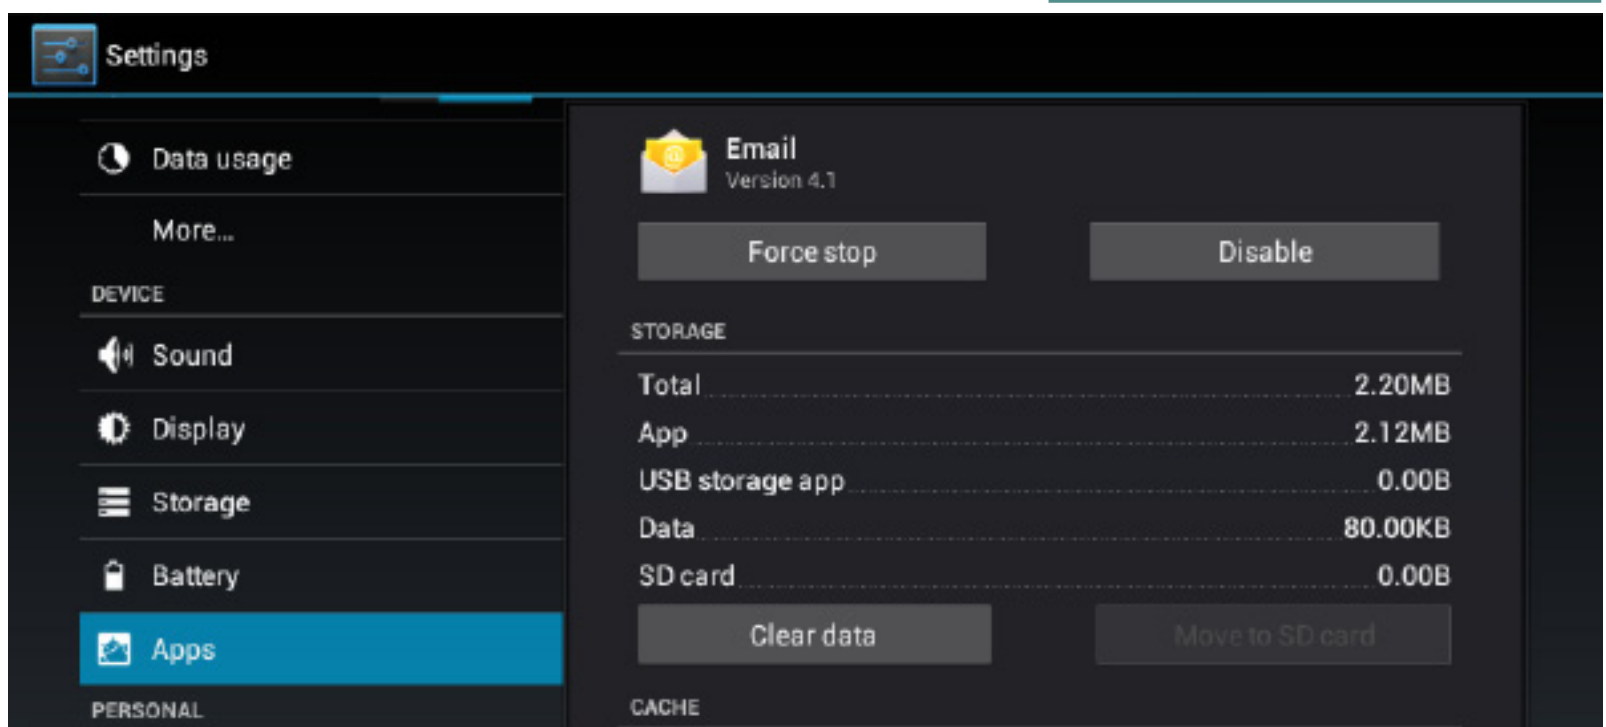 Settings
Data usage
More...
DEVICE
Sound
Display
Storage
Battery
Apps
PERSONAL
@
Email
Version 4.1
Force stop
Disable
STORAGE
Total 2.20MB
App 2.12MB
USB storage app 0.00B
Data 80.00KB
SD card 0.00B
Clear data
Move to SD card
CACHE